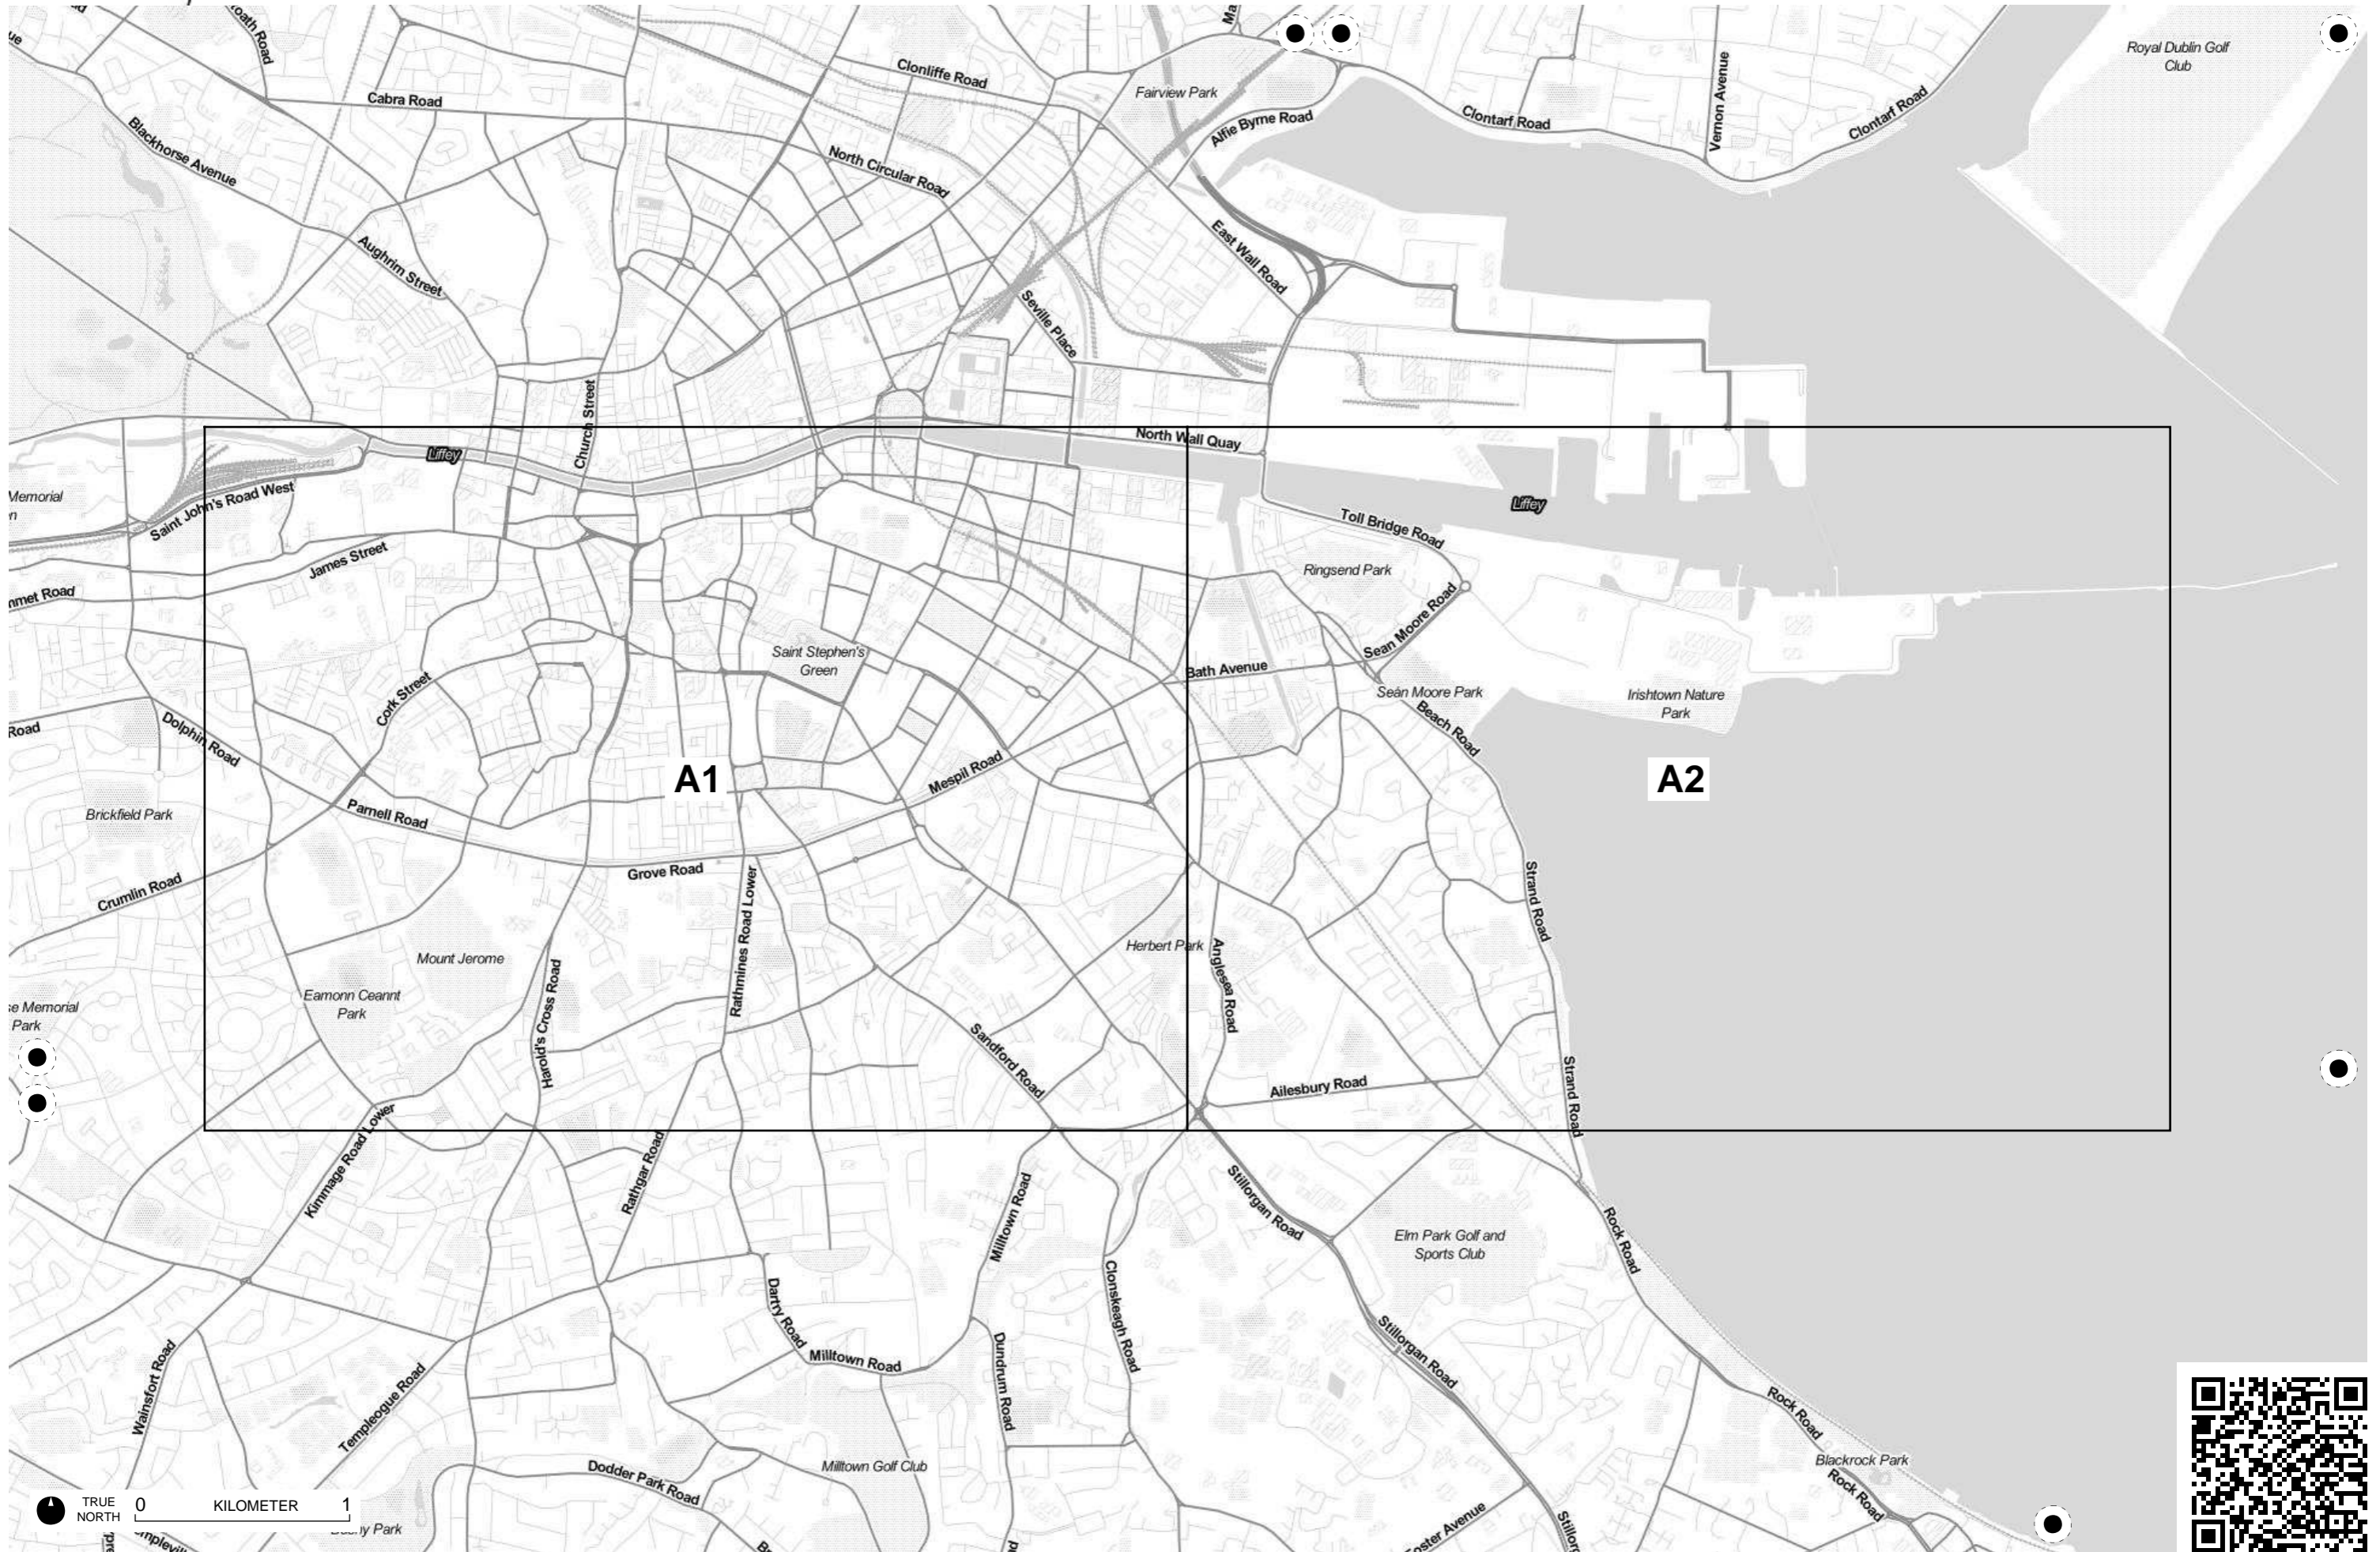 Royal Dublin Golf
Club
Clonliffe Road
Cabra Road
Fairview Park
Alfie Byrne Road
Clontarf Road
Vernon Avenue
Clontarf Road
Blackhorse Avenue
North Circular Road
Aughrim Street
East Wall Road
Seville Place
Church Street
North Wall Quay
Liffey
Liffey
Memorial
Saint John's Road West
Toll Bridge Road
James Street
Ringsend Park
Sean Moore Road
Saint Stephen's
Green
Bath Avenue
Seán Moore Park
Irishtown Nature
Park
Cork Street
Beach Road
Road
Dolphin Road
A1
A2
Mespil Road
Brickfield Park
Parnell Road
Grove Road
Crumlin Road
Rathmines Road Lower
Strand Road
Herbert Park
Anglesea Road
Mount Jerome
Harold's Cross Road
Eamonn Ceannt
Park
Memorial
Park
Sandford Road
Ailesbury Road
Strand Road
Kimmage Road Lower
Rathgar Road
Milltown Road
Stillorgan Road
Elm Park Golf and
Sports Club
Rock Road
Clonskeagh Road
Dartry Road
Stillorgan Road
Wainsfort Road
Milltown Road
Dundrum Road
Templeogue Road
Rock Road
Blackrock Park
Milltown Golf Club
Dodder Park Road
Rock Road
TRUE
NORTH
0 KILOMETER 1
Park